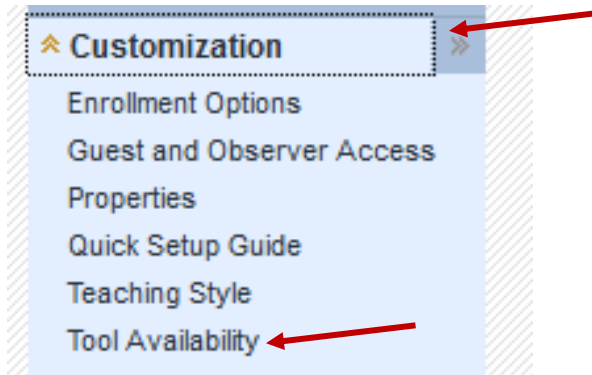 Customization
Enrollment Options
Guest and Observer Access
Properties
Quick Setup Guide
Teaching Style
Tool Availability